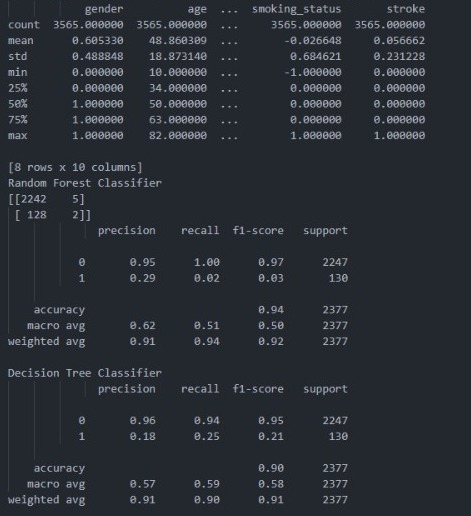 gender age ... smoking_status stroke
count 3565.000000 3565.000000 ... 3565.000000 3565.000000
mean 0.605330 48.860309 ... -0.026648 0.056662
std 0.488848 18.873140 ... 0.684621 0.231228
min 0.000000 10.000000 ... -1.000000 0.000000
25% 0.000000 34.000000 ... 0.000000 0.000000
50% 1.000000 50.000000 ... 0.000000 0.000000
75% 1.000000 63.000000 ... 0.000000 0.000000
max 1.000000 82.000000 ... 1.000000 1.000000
[8 rows x 10 columns]
Random Forest Classifier
[[2242 5]
[ 128 2]]
precision recall f1-score support
0 0.95 1.00 0.97 2247
1 0.29 0.02 0.03 130
accuracy 0.94 2377
macro avg 0.62 0.51 0.50 2377
weighted avg 0.91 0.94 0.92 2377
Decision Tree Classifier
precision recall f1-score support
0 0.96 0.94 0.95 2247
1 0.18 0.25 0.21 130
accuracy 0.90 2377
macro avg 0.57 0.59 0.58 2377
weighted avg 0.91 0.90 0.91 2377